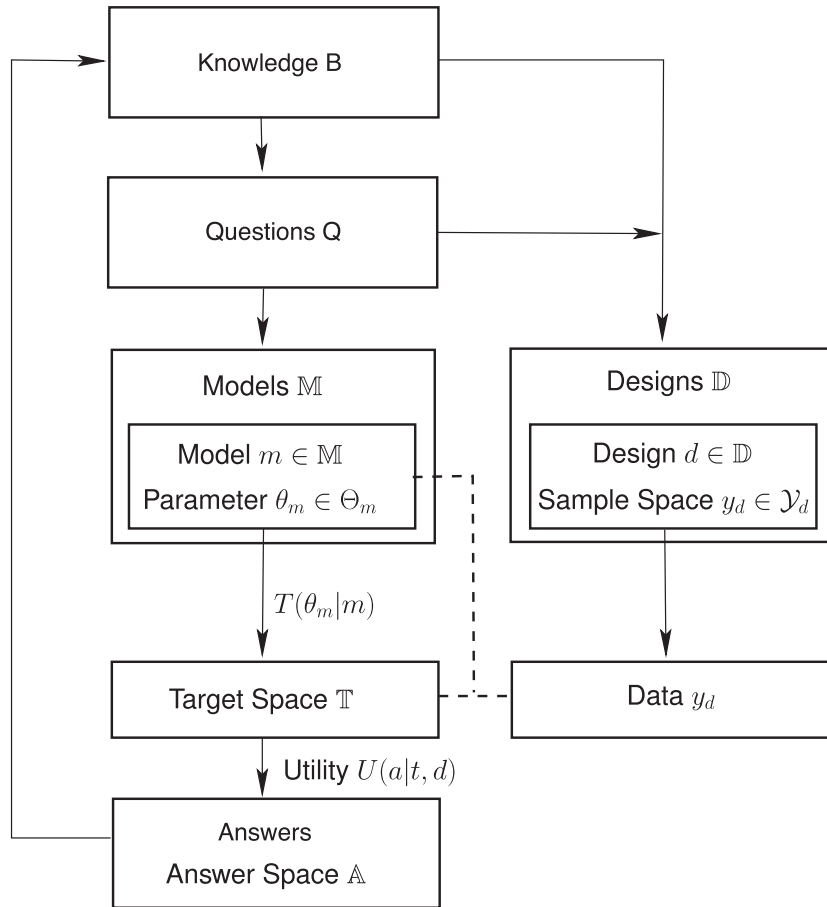 Knowledge B
Questions Q
Models 𝕄
Model m ∈ 𝕄
Parameter θ_m ∈ Θ_m
Designs 𝔻
Design d ∈ 𝔻
Sample Space y_d ∈ 𝒴_d
T(θ_m|m)
Target Space 𝕋
Data y_d
Utility U(a|t, d)
Answers
Answer Space 𝔸